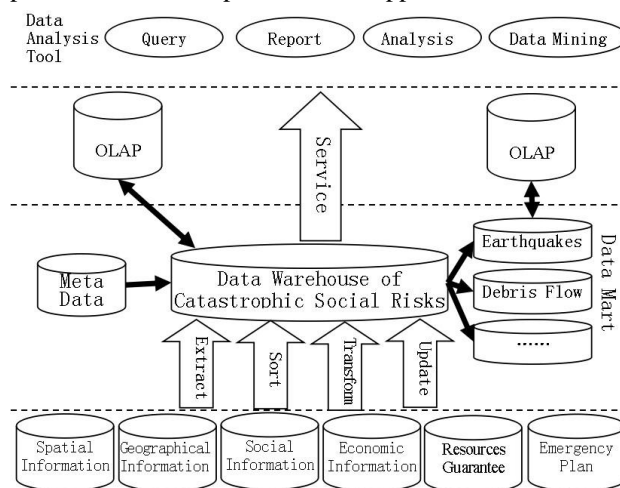 Data
Analysis
Tool
Query
Report
Analysis
Data Mining
OLAP
Service
OLAP
Meta
Data
Data Warehouse of
Catastrophic Social Risks
Earthquakes
Debris Flow
......
Data Mart
Extract
Sort
Transform
Update
Spatial
Information
Geographical
Information
Social
Information
Economic
Information
Resources
Guarantee
Emergency
Plan